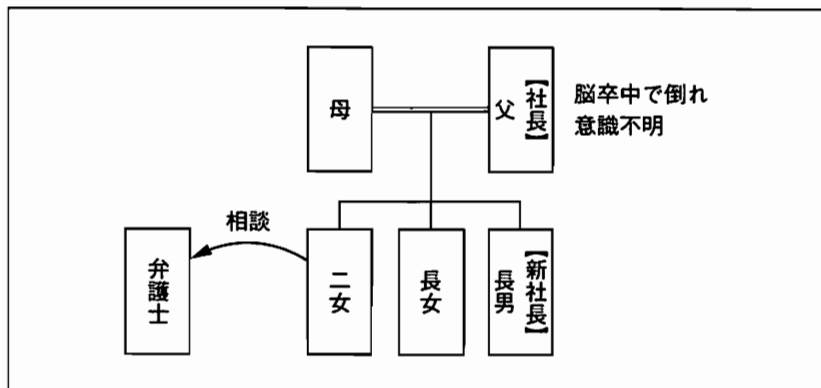 母
父【社長】
脳卒中で倒れ
意識不明
相談
弁護士
二女
長女
長男【新社長】